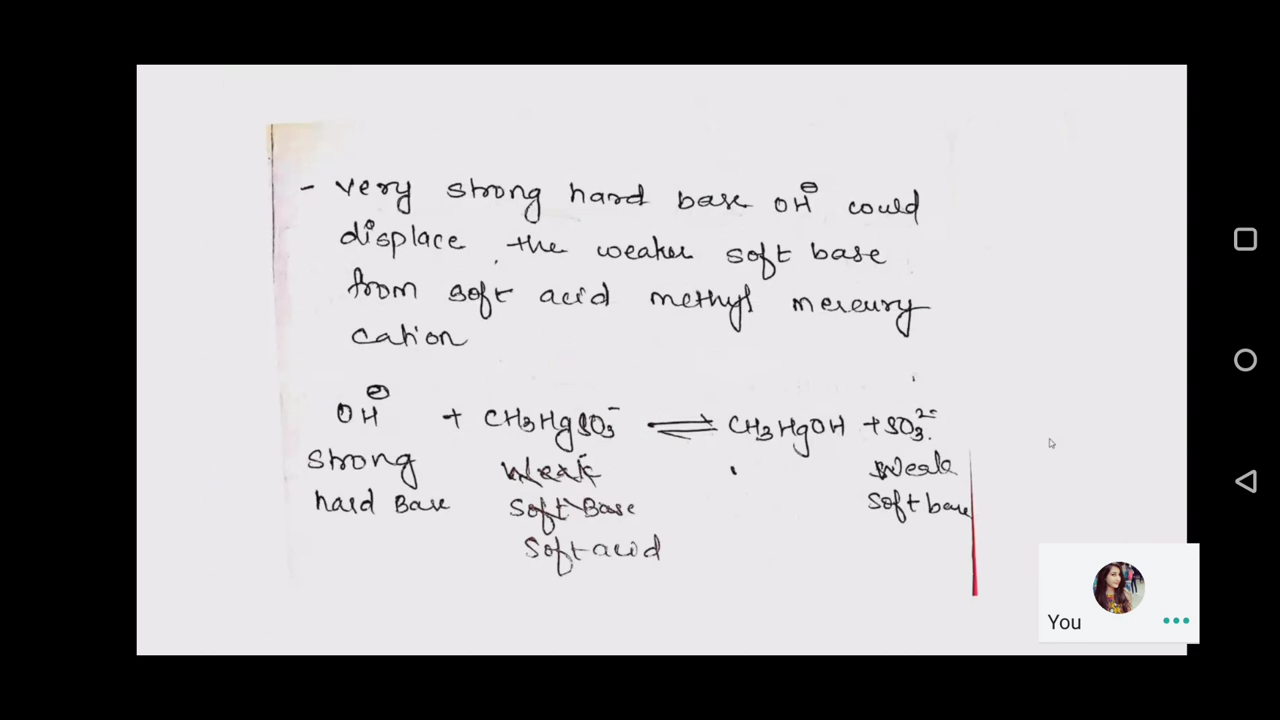 - Very strong hard base OH⊖ could
displace the weaker soft base
from soft acid methyl mercury
cation
OH⊖ + CH3HgSO3⁻ ⇌ CH3HgOH + SO3²⁻.
strong weak weak
hard Base soft Base soft base
soft acid
You